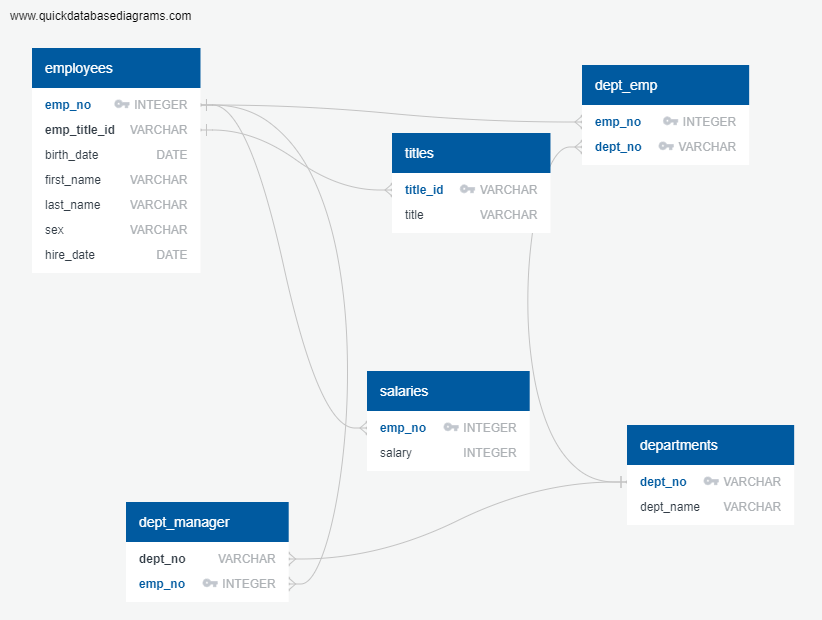 www.quickdatabasediagrams.com
employees
emp_no INTEGER
emp_title_id VARCHAR
birth_date DATE
first_name VARCHAR
last_name VARCHAR
sex VARCHAR
hire_date DATE
dept_emp
emp_no INTEGER
dept_no VARCHAR
titles
title_id VARCHAR
title VARCHAR
salaries
emp_no INTEGER
salary INTEGER
departments
dept_no VARCHAR
dept_name VARCHAR
dept_manager
dept_no VARCHAR
emp_no INTEGER